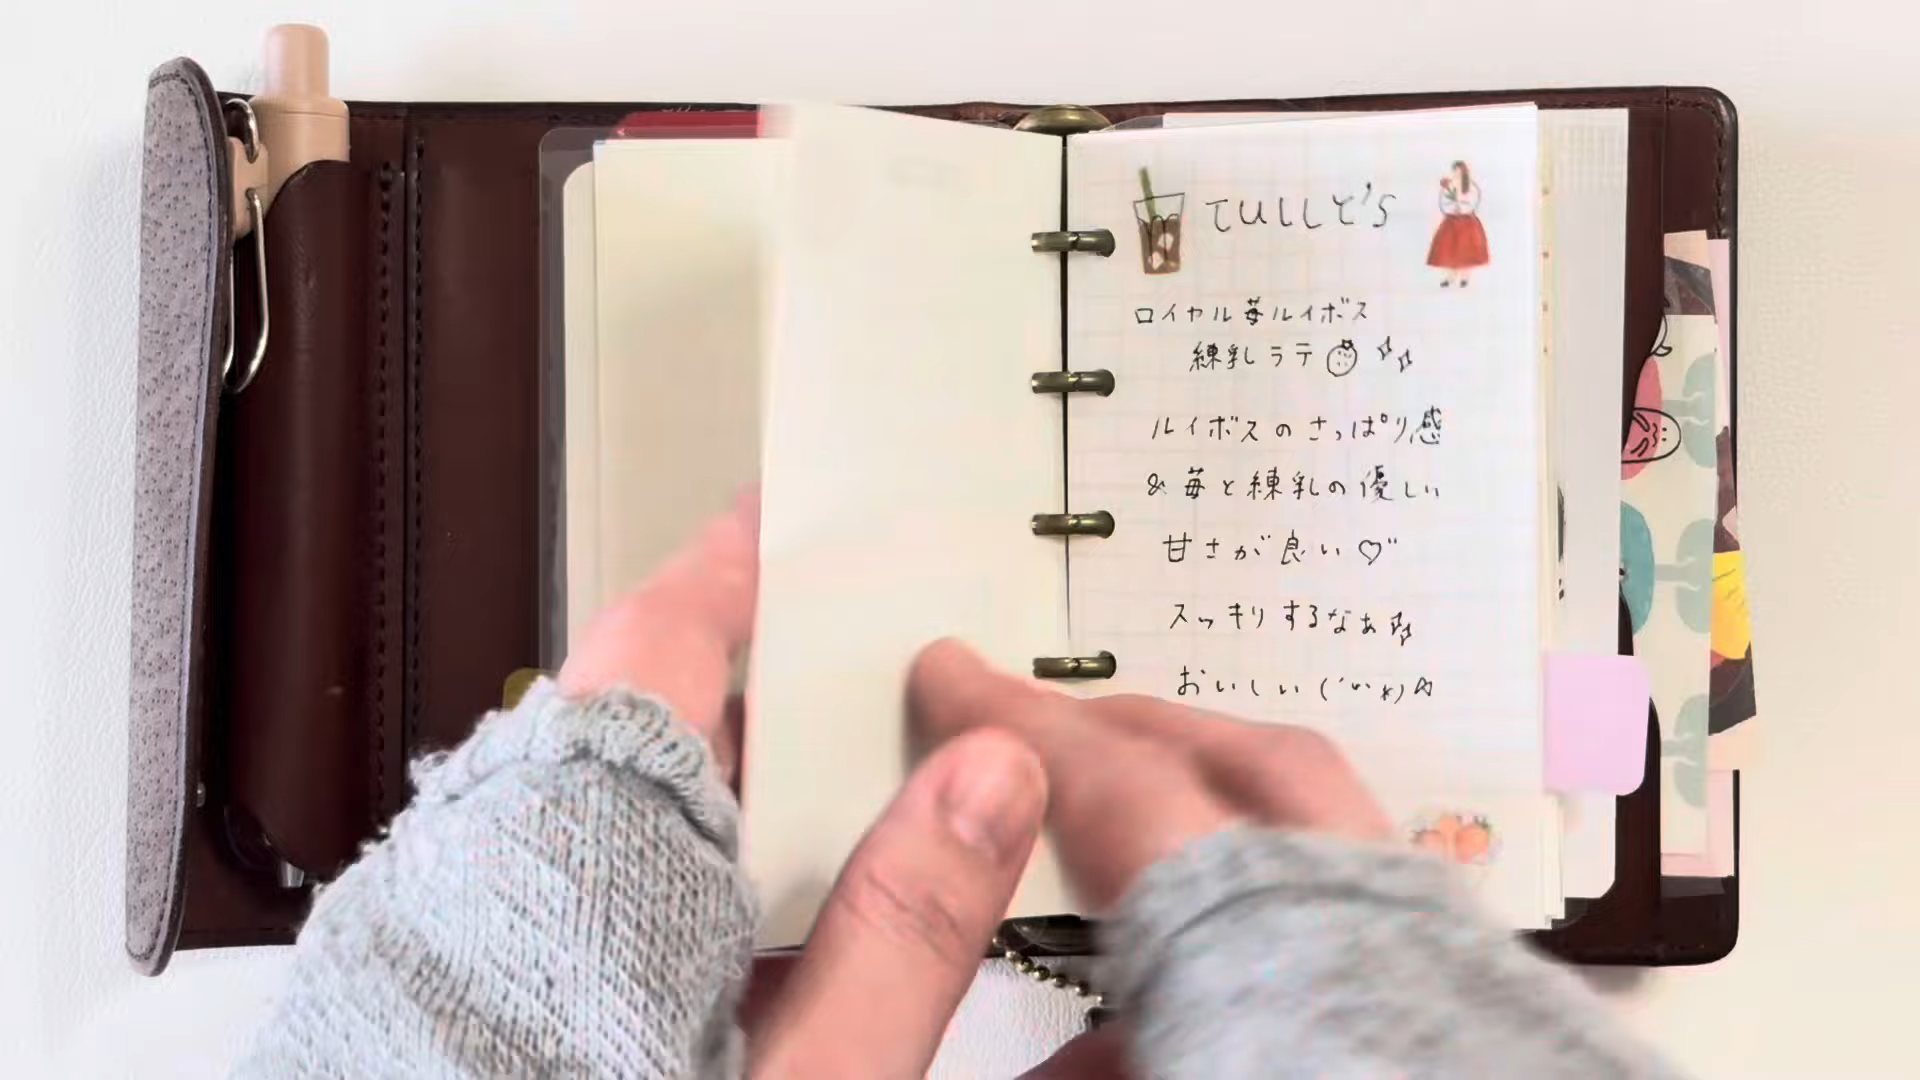 TULLY'S
ロイヤル苺ルイボス
練乳ラテ
ルイボスのさっぱり感
& 苺と練乳の優しい
甘さが良い♡
スッキリするなぁ
おいしい